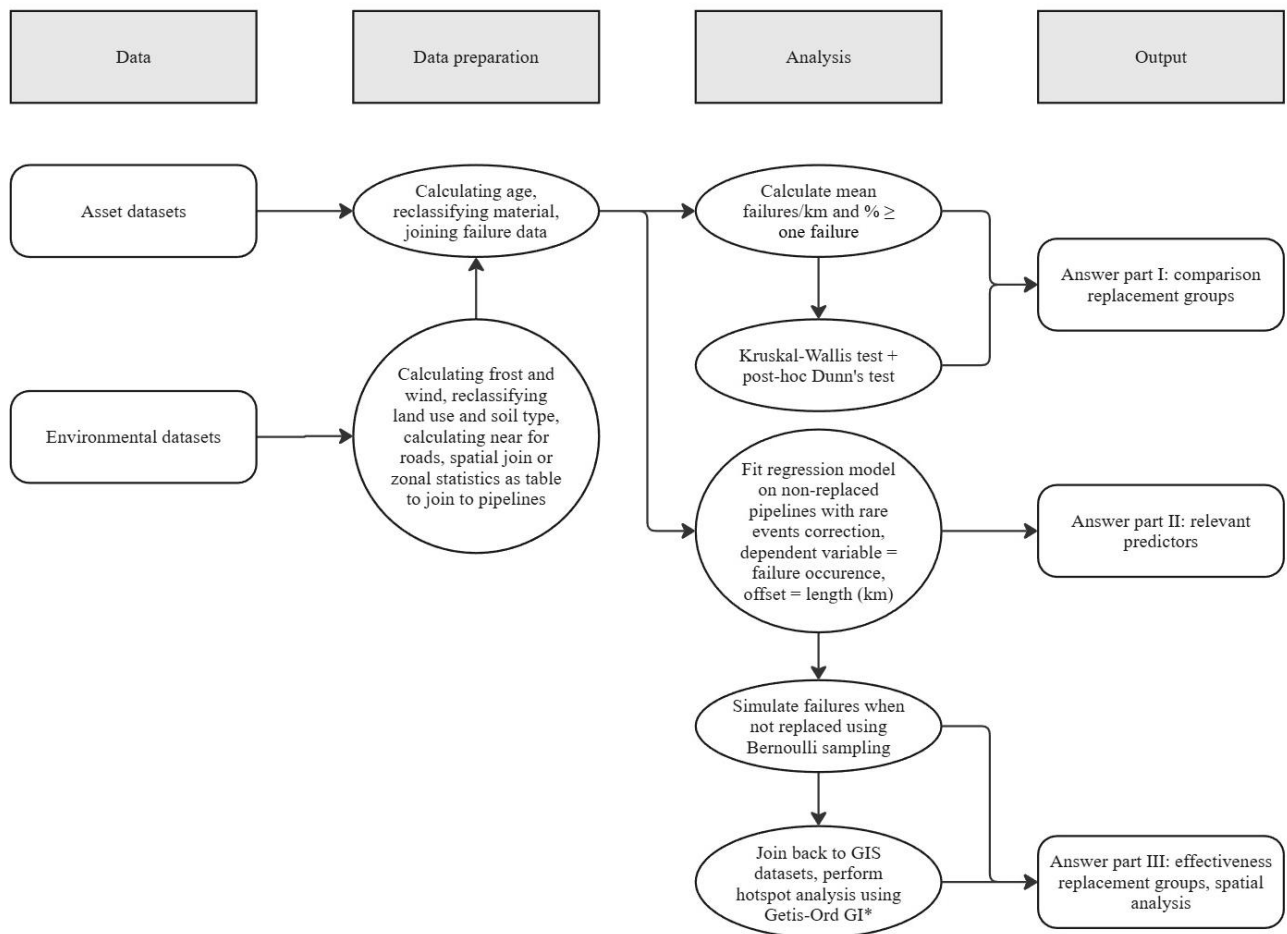 Data
Data preparation
Analysis
Output
Asset datasets
Calculating age,
reclassifying material,
joining failure data
Calculate mean
failures/km and % ≥
one failure
Answer part I: comparison
replacement groups
Kruskal-Wallis test +
post-hoc Dunn's test
Environmental datasets
Calculating frost and
wind, reclassifying
land use and soil type,
calculating near for
roads, spatial join or
zonal statistics as table
to join to pipelines
Fit regression model
on non-replaced
pipelines with rare
events correction,
dependent variable =
failure occurence,
offset = length (km)
Answer part II: relevant
predictors
Simulate failures when
not replaced using
Bernoulli sampling
Join back to GIS
datasets, perform
hotspot analysis using
Getis-Ord GI*
Answer part III: effectiveness
replacement groups, spatial
analysis